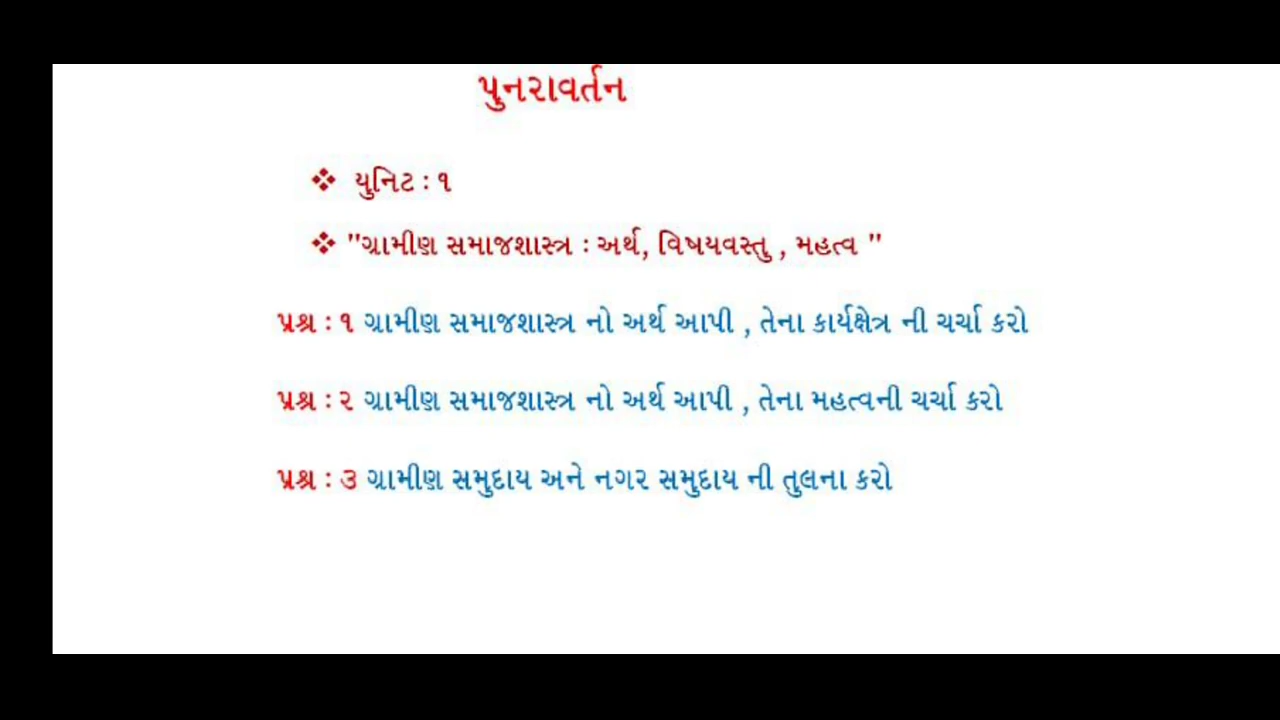 પુનરાવર્તન
❖ યુનિટ : ૧
❖ "ગ્રામીણ સમાજશાસ્ત્ર : અર્થ, વિષયવસ્તુ , મહત્વ "
પ્રશ્ન : ૧ ગ્રામીણ સમાજશાસ્ત્ર નો અર્થ આપી , તેના કાર્યક્ષેત્ર ની ચર્ચા કરો
પ્રશ્ન : ૨ ગ્રામીણ સમાજશાસ્ત્ર નો અર્થ આપી , તેના મહત્વની ચર્ચા કરો
પ્રશ્ન : ૩ ગ્રામીણ સમુદાય અને નગર સમુદાય ની તુલના કરો